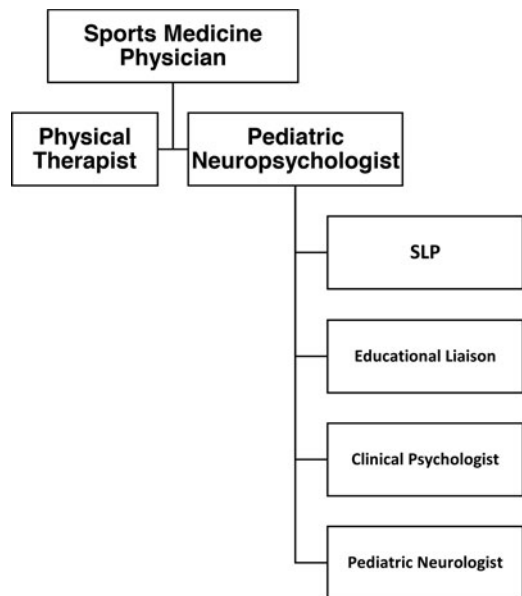 Sports Medicine
Physician
Physical
Therapist
Pediatric
Neuropsychologist
SLP
Educational Liaison
Clinical Psychologist
Pediatric Neurologist